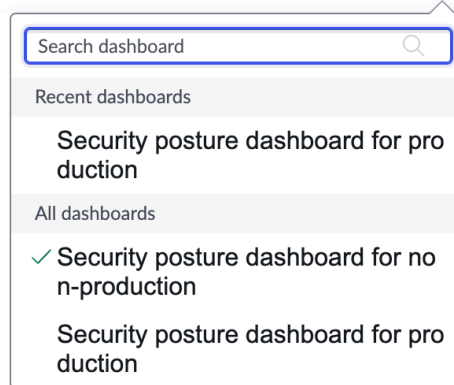 Search dashboard
Recent dashboards
Security posture dashboard for pro
duction
All dashboards
Security posture dashboard for no
n-production
Security posture dashboard for pro
duction